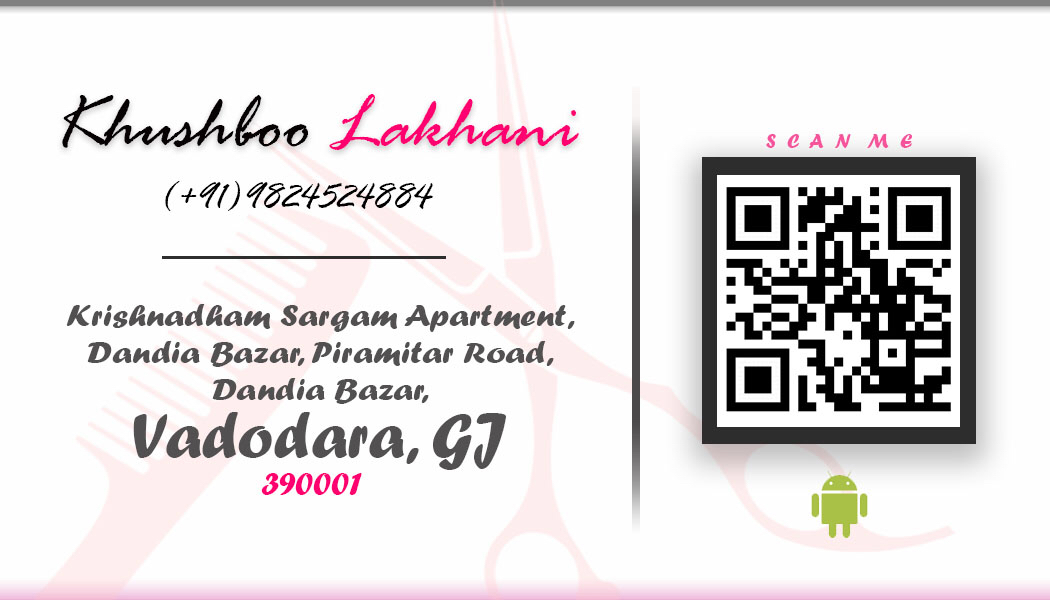 Khushboo Lakhani
(+91)9824524884
Krishnadham Sargam Apartment,
Dandia Bazar, Piramitar Road,
Dandia Bazar,
Vadodara, GJ
390001
SCAN ME